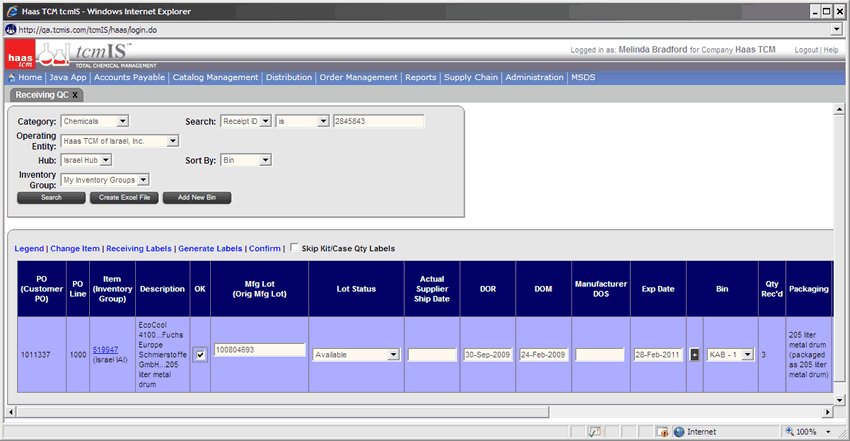 Haas TCM tcmIS - Windows Internet Explorer
http://qa.tcmis.com/tcmIS/haas/login.do
haas tcm tcmIS™ TOTAL CHEMICAL MANAGEMENT
Logged in as: Melinda Bradford for Company Haas TCM Logout | Help
Home | Java App | Accounts Payable | Catalog Management | Distribution | Order Management | Reports | Supply Chain | Administration | MSDS
Receiving QC X
Category: Chemicals Search: Receipt ID is 2845843
Operating Entity: Haas TCM of Israel, Inc.
Hub: Israel Hub Sort By: Bin
Inventory Group: My Inventory Groups
Search Create Excel File Add New Bin
Legend | Change Item | Receiving Labels | Generate Labels | Confirm | Skip Kit/Case Qty Labels
PO (Customer PO) PO Line Item (Inventory Group) Description OK Mfg Lot (Orig Mfg Lot) Lot Status Actual Supplier Ship Date DOR DOM Manufacturer DOS Exp Date Bin Qty Rec'd Packaging
1011337 1000 519947 (Israel IAI) EcoCool 4100...Fuchs Europe Schmierstoffe GmbH...205 liter metal drum 100804693 Available 30-Sep-2009 24-Feb-2009 28-Feb-2011 + KAB - 1 3 205 liter metal drum (packaged as 205 liter metal drum)
Internet 100%